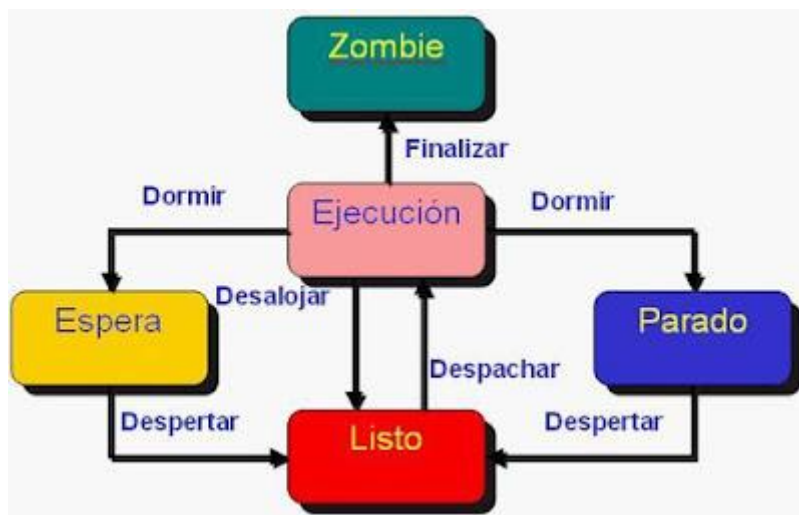 Zombie
Finalizar
Dormir
Ejecución
Dormir
Espera
Desalojar
Parado
Despachar
Despertar
Listo
Despertar